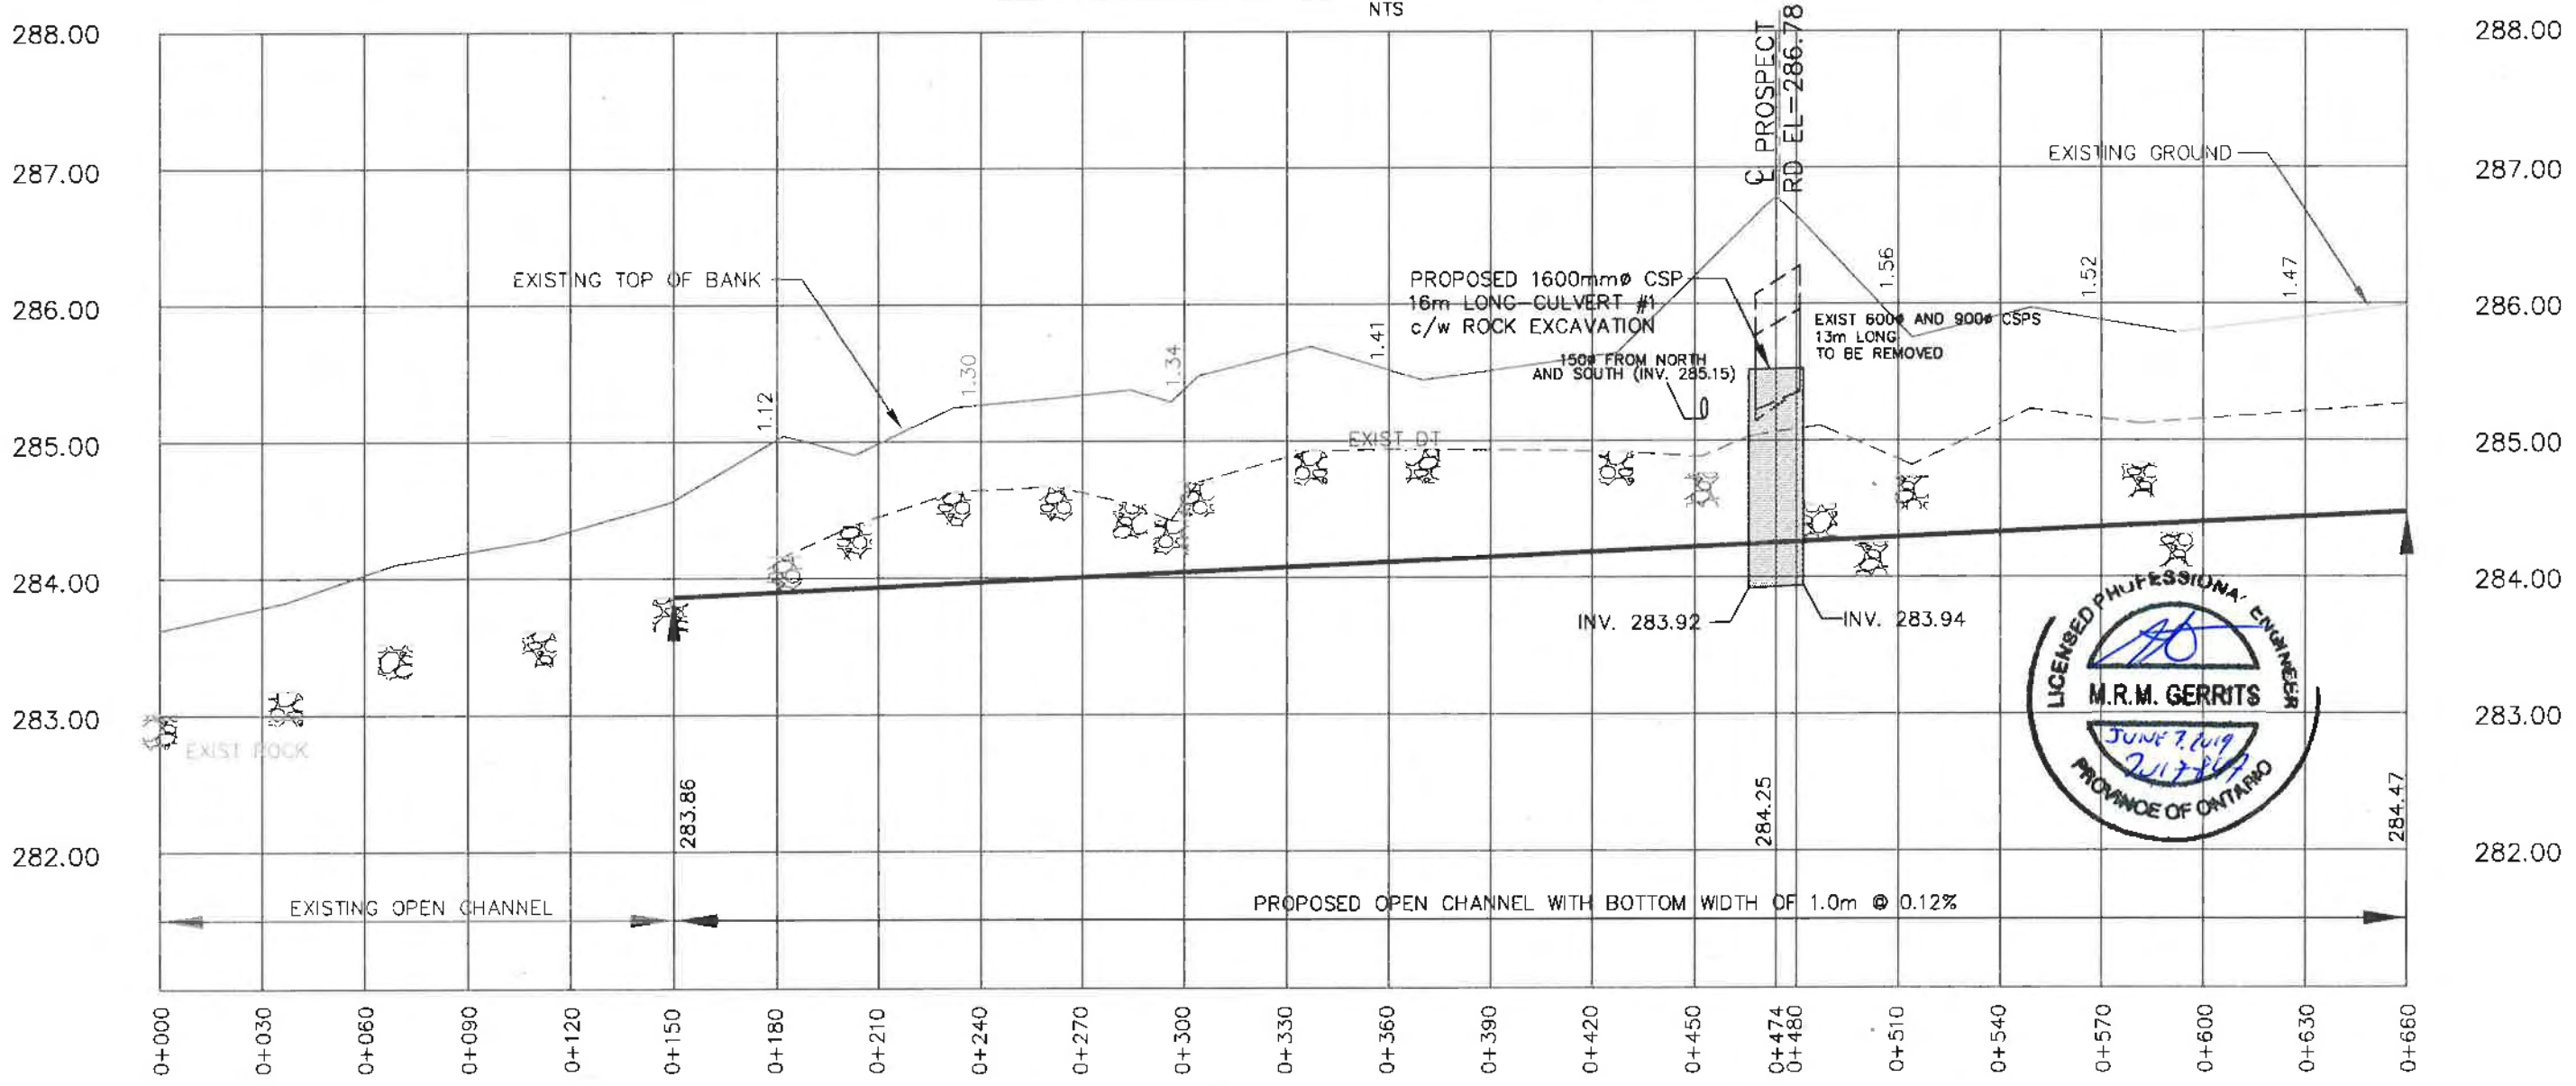 NTS
288.00
287.00
286.00
285.00
284.00
283.00
282.00
288.00
287.00
286.00
285.00
284.00
283.00
282.00
℄ PROSPECT
RD EL-286.78
EXISTING GROUND
EXISTING TOP OF BANK
PROPOSED 1600mmø CSP
16m LONG-CULVERT #1
c/w ROCK EXCAVATION
EXIST 600ø AND 900ø CSPS
13m LONG
TO BE REMOVED
150ø FROM NORTH
AND SOUTH (INV. 285.15)
1.12
1.30
1.34
1.41
1.56
1.52
1.47
EXIST DT
INV. 283.92
INV. 283.94
EXIST ROCK
283.86
284.25
284.47
LICENSED PROFESSIONAL ENGINEER
M.R.M. GERRITS
JUNE 7, 2019
PROVINCE OF ONTARIO
EXISTING OPEN CHANNEL
PROPOSED OPEN CHANNEL WITH BOTTOM WIDTH OF 1.0m @ 0.12%
0+000
0+030
0+060
0+090
0+120
0+150
0+180
0+210
0+240
0+270
0+300
0+330
0+360
0+390
0+420
0+450
0+474
0+480
0+510
0+540
0+570
0+600
0+630
0+660